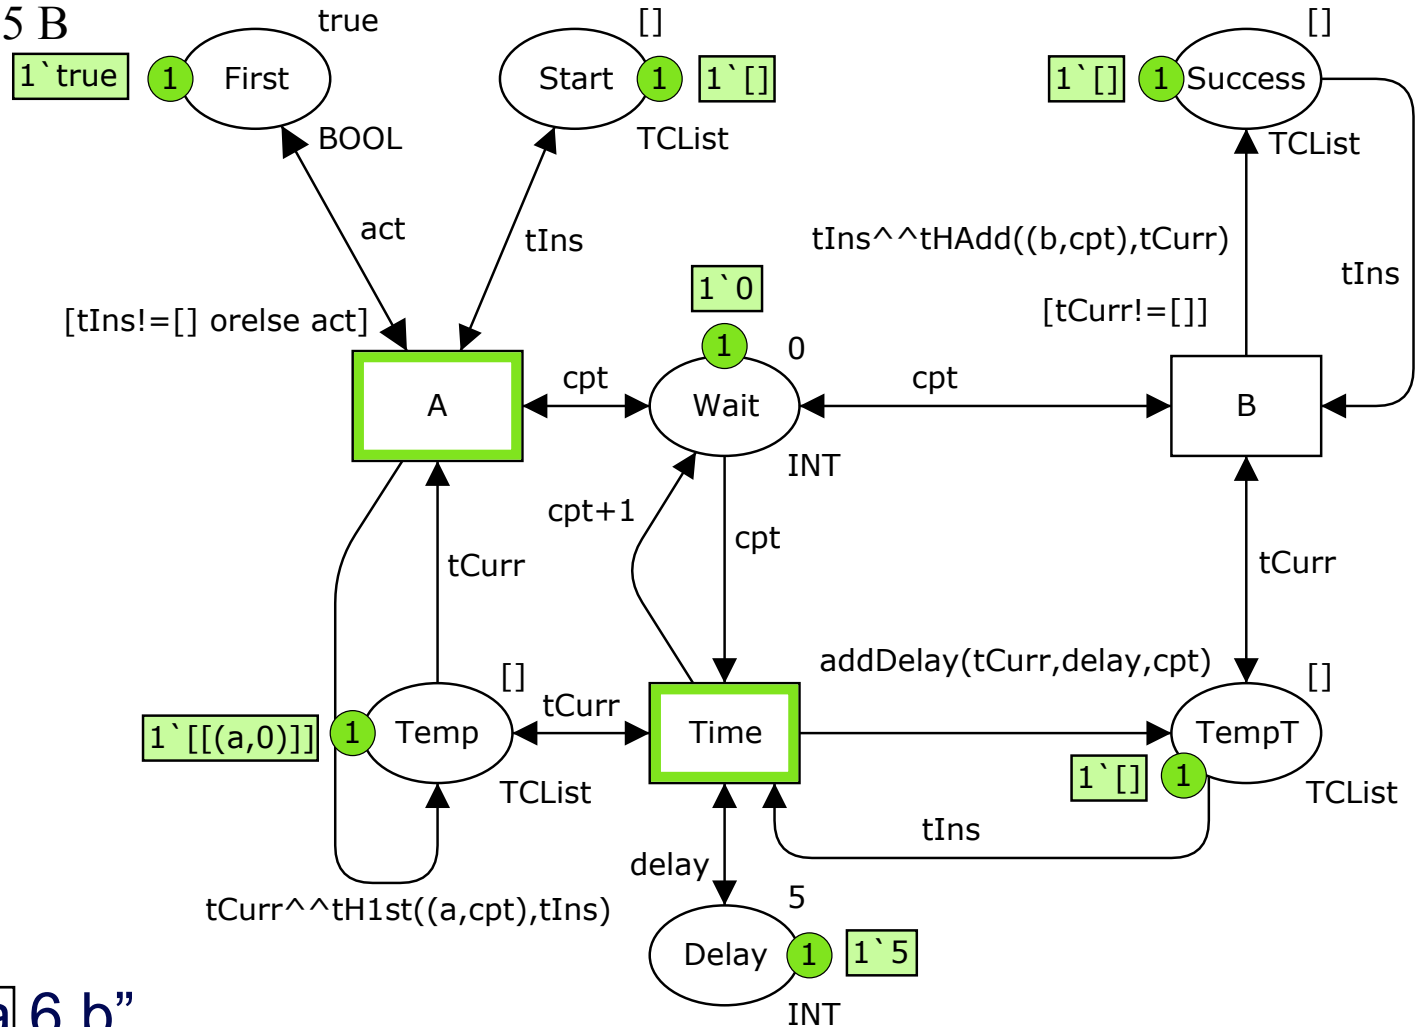 5 B
true
[]
[]
1`true
1
First
Start
1
1`[]
1`[]
1
Success
BOOL
TCList
TCList
act
tIns
tIns^^tHAdd((b,cpt),tCurr)
tIns
1`0
[tIns!=[] orelse act]
[tCurr!=[]]
1
0
A
cpt
Wait
cpt
B
INT
cpt+1
cpt
tCurr
tCurr
addDelay(tCurr,delay,cpt)
[]
[]
tCurr
1`[[(a,0)]]
1
Temp
Time
TempT
1`[]
1
TCList
TCList
tIns
delay
5
tCurr^^tH1st((a,cpt),tIns)
Delay
1
1`5
INT
a 6 b”